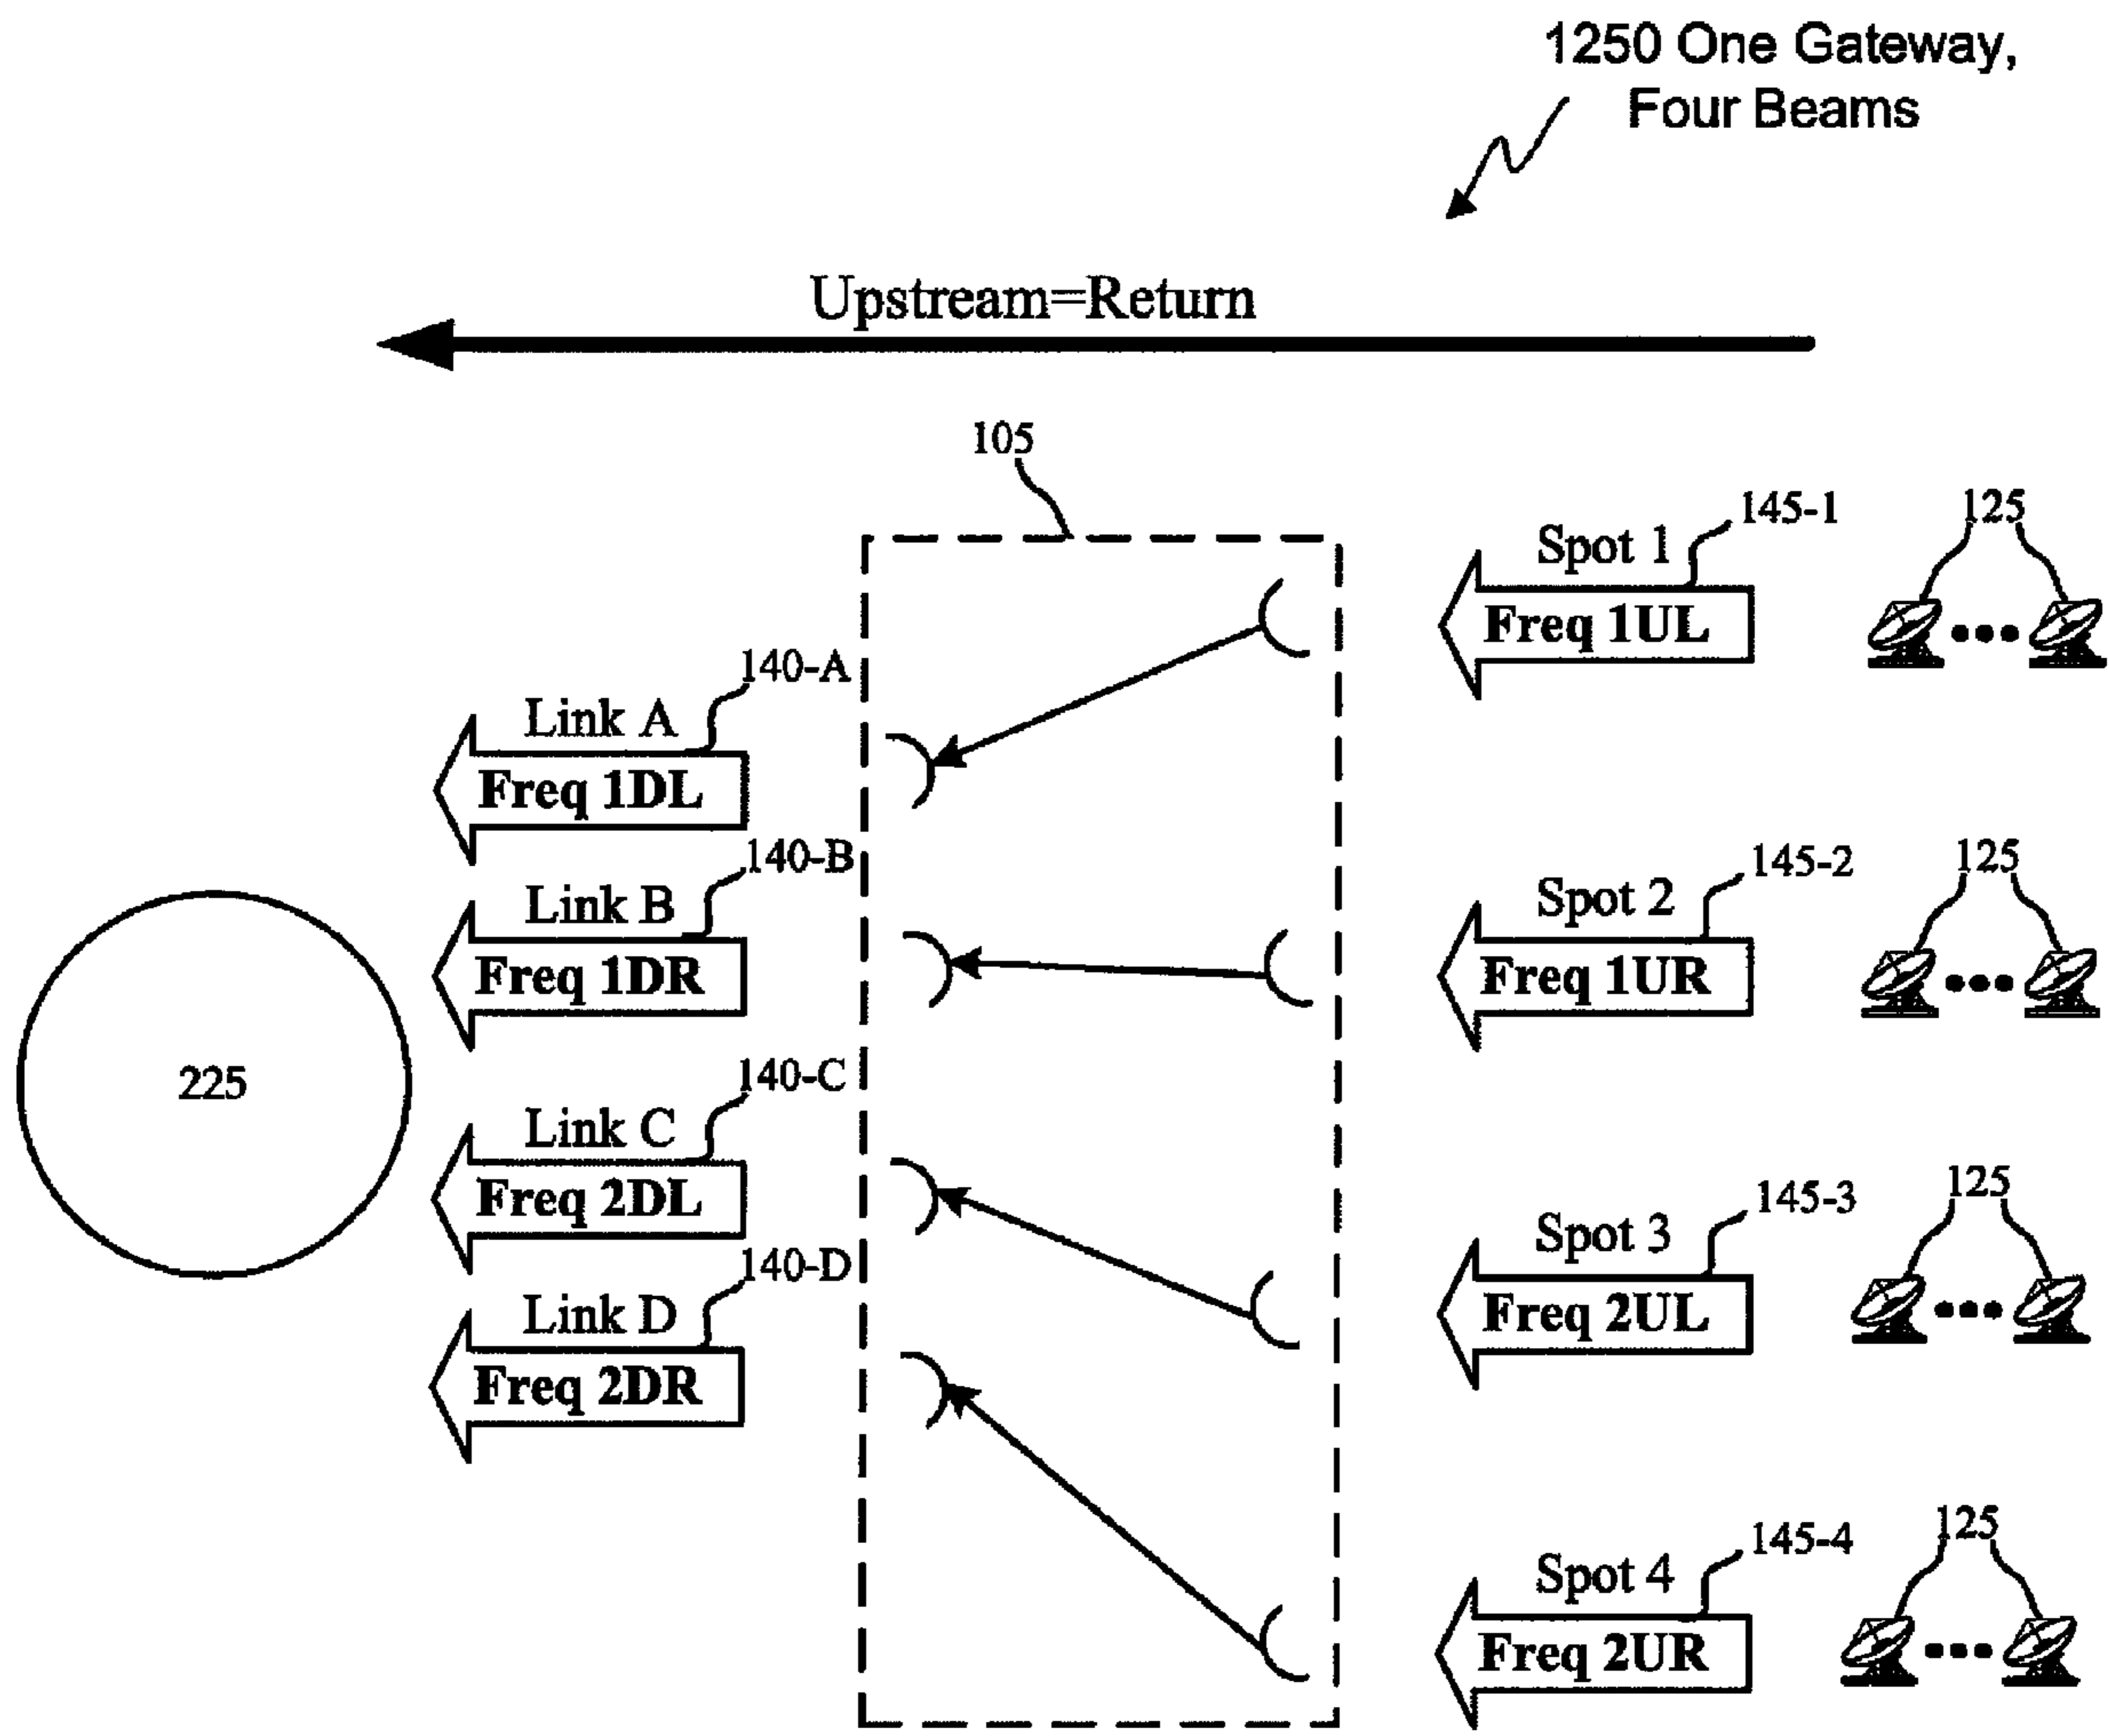 1250 One Gateway,
Four Beams
Upstream=Return
105
Spot 1
145-1
125
Freq 1UL
140-A
Link A
Freq 1DL
140-B
Link B
Freq 1DR
Spot 2
145-2
125
Freq 1UR
225
140-C
Link C
Freq 2DL
140-D
Link D
Freq 2DR
Spot 3
145-3
125
Freq 2UL
Spot 4
145-4
125
Freq 2UR